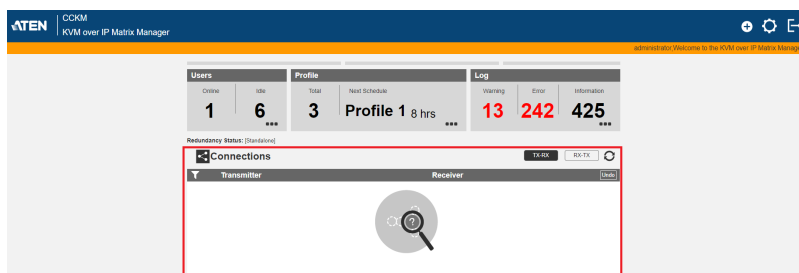 ATEN
CCKM
KVM over IP Matrix Manager
administrator,Welcome to the KVM over IP Matrix Manage
Users Profile Log
Online Idle Total Next Schedule Warning Error Information
1 6 3 Profile 1 8 hrs 13 242 425
Redundancy Status: [Standalone]
Connections TX-RX RX-TX
Transmitter Receiver Undo
?